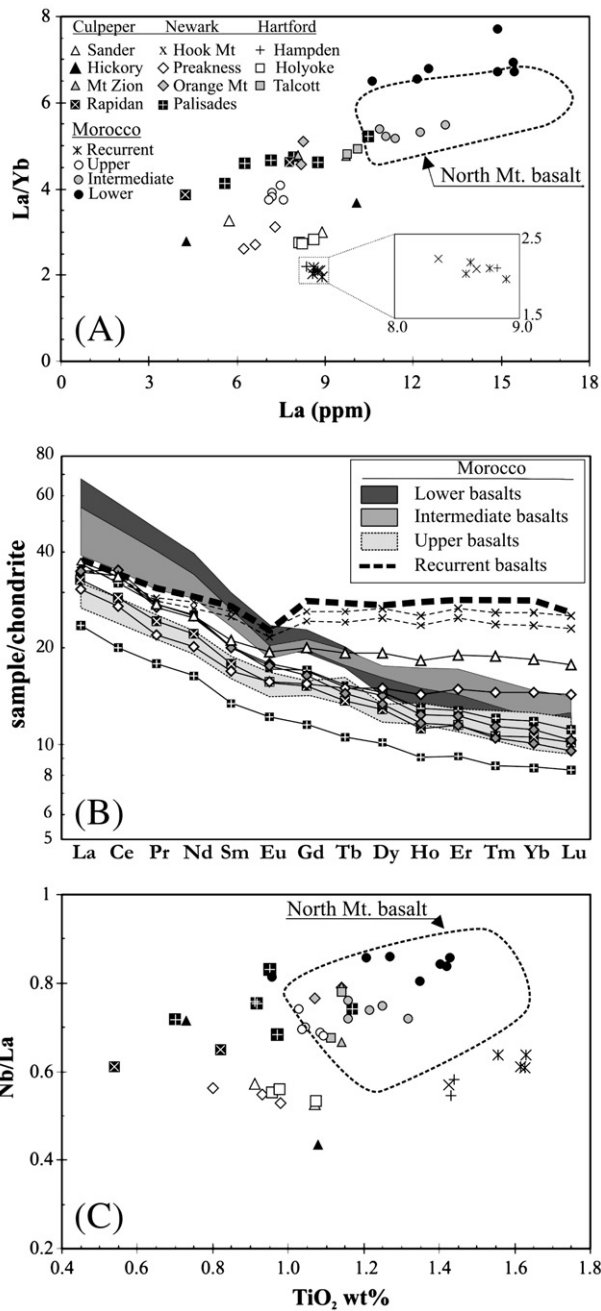 8
Culpeper Newark Hartford
Sander Hook Mt Hampden
Hickory Preakness Holyoke
Mt Zion Orange Mt Talcott
Rapidan Palisades
Morocco
Recurrent
Upper
Intermediate
Lower
North Mt. basalt
6
4
2
0
La/Yb
2.5
1.5
8.0 9.0
(A)
0 3 6 9 12 15 18
La (ppm)
80
60
40
20
10
8
6
5
sample/chondrite
Morocco
Lower basalts
Intermediate basalts
Upper basalts
Recurrent basalts
(B)
La Ce Pr Nd Sm Eu Gd Tb Dy Ho Er Tm Yb Lu
1
0.8
0.6
0.4
0.2
Nb/La
North Mt. basalt
(C)
0.4 0.6 0.8 1.0 1.2 1.4 1.6 1.8
TiO₂ wt%